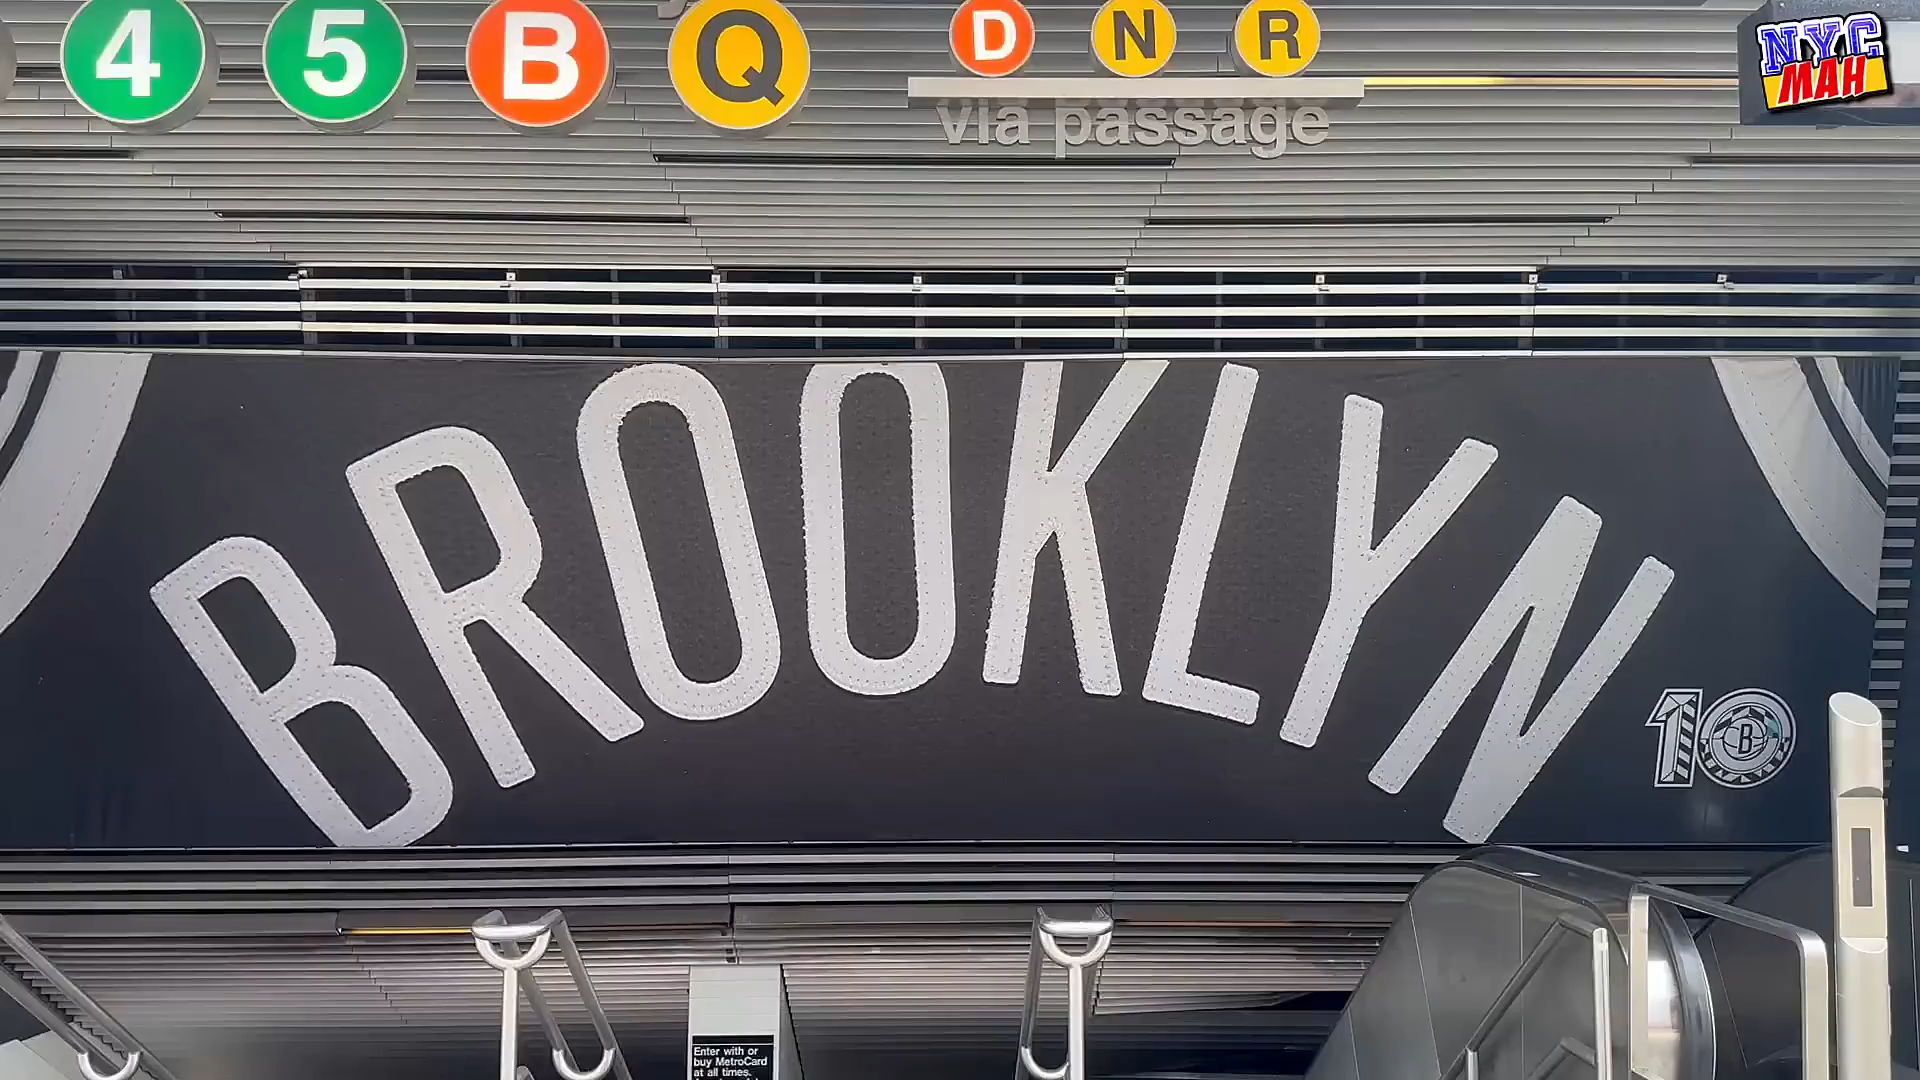 4 5 B Q D N R
via passage
NYC
MAH
BROOKLYN
10
B
Enter with or
buy MetroCard
at all times.